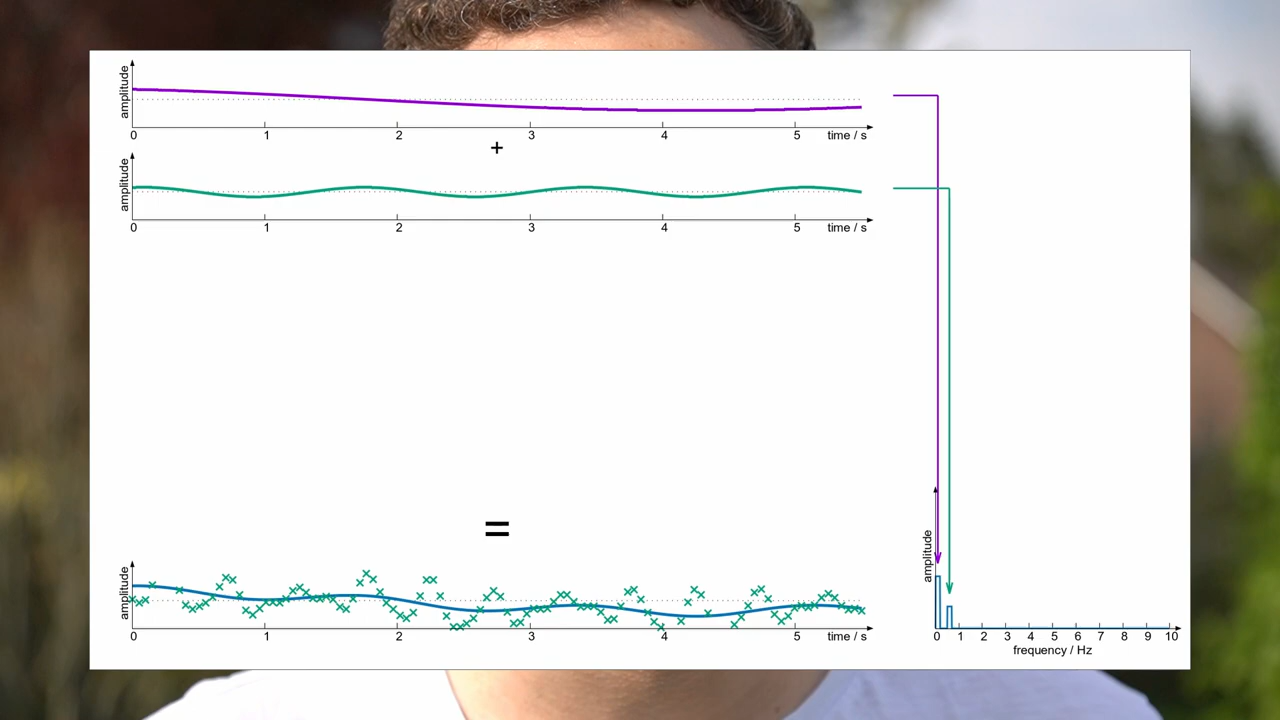 amplitude
0 1 2 3 4 5 time / s
+
amplitude
0 1 2 3 4 5 time / s
=
amplitude
0 1 2 3 4 5 time / s
amplitude
0 1 2 3 4 5 6 7 8 9 10
frequency / Hz